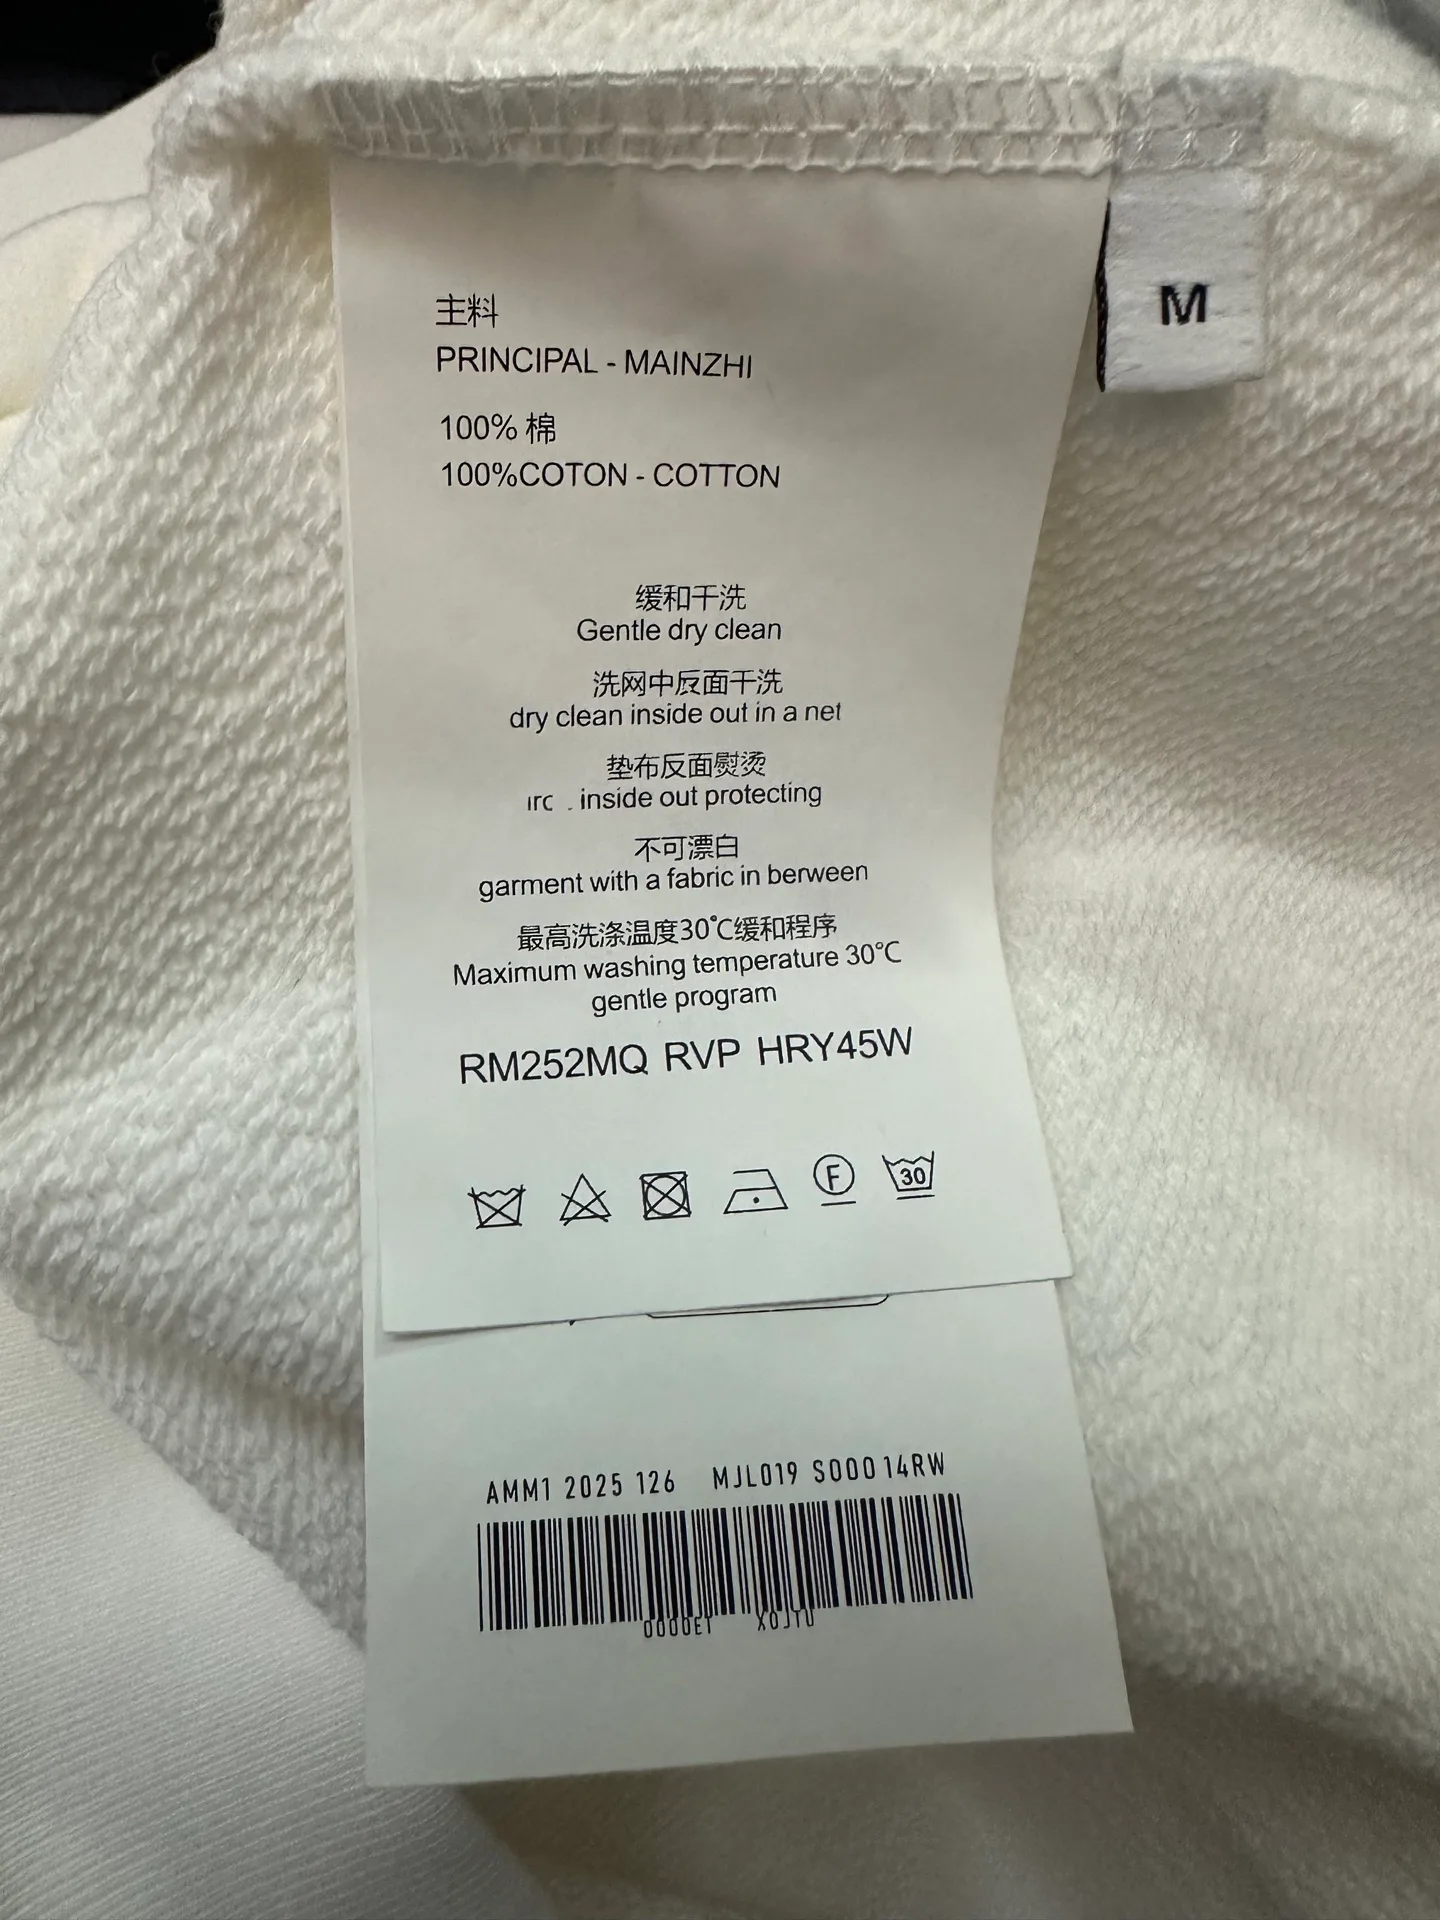 M
主料
PRINCIPAL - MAINZHI
100% 棉
100%COTON - COTTON
缓和干洗
Gentle dry clean
洗网中反面干洗
dry clean inside out in a net
垫布反面熨烫
inside out protecting
不可漂白
garment with a fabric in berween
最高洗涤温度30℃缓和程序
Maximum washing temperature 30℃
gentle program
RM252MQ RVP HRY45W
F 30
AMM1 2025 126 MJL019 S00014RW